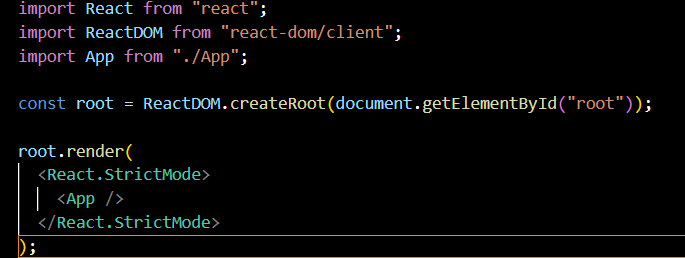 import React from "react";
import ReactDOM from "react-dom/client";
import App from "./App";
const root = ReactDOM.createRoot(document.getElementById("root"));
root.render(
<React.StrictMode>
<App />
</React.StrictMode>
);